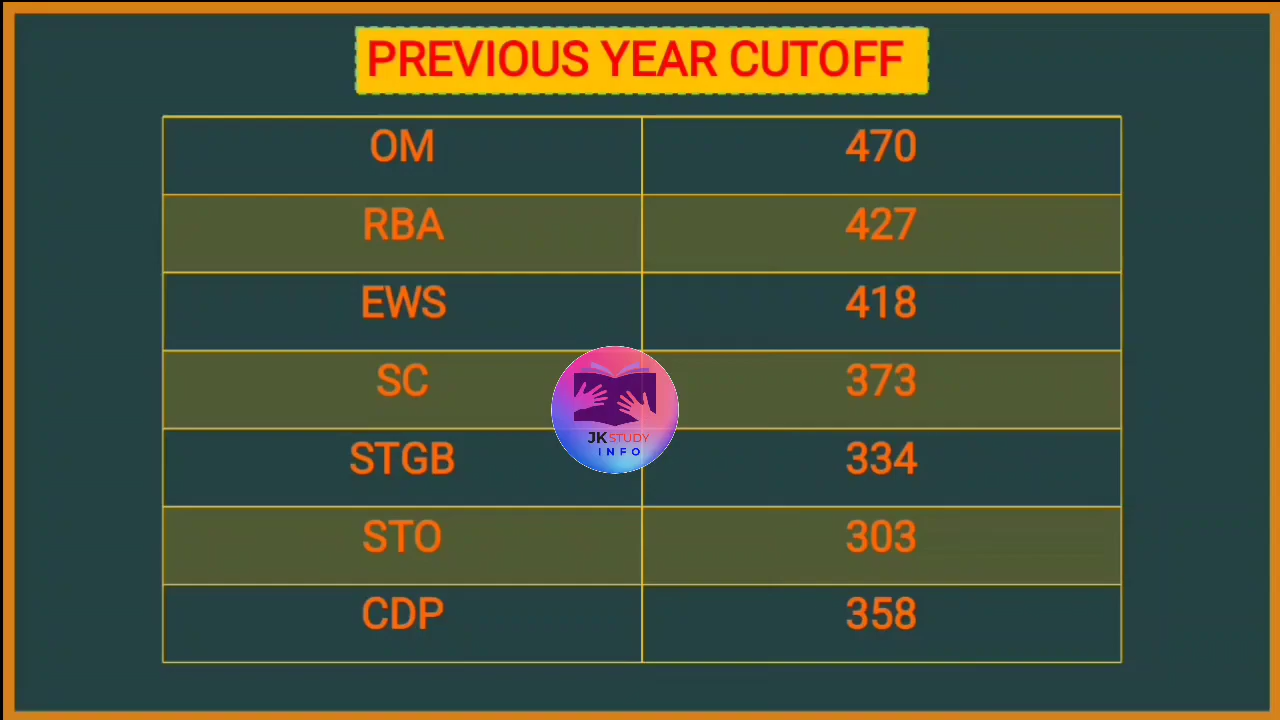 PREVIOUS YEAR CUTOFF
OM 470
RBA 427
EWS 418
SC 373
JK STUDY
INFO
STGB 334
STO 303
CDP 358